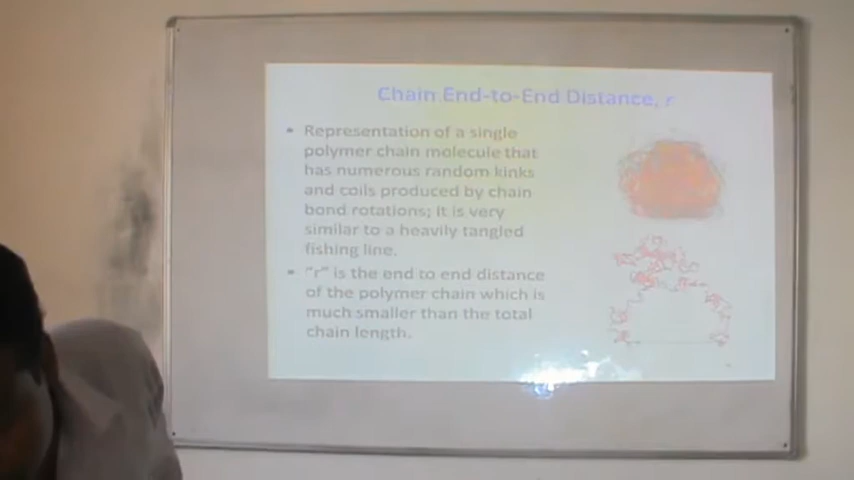 Chain End-to-End Distance, r
• Representation of a single
polymer chain molecule that
has numerous random kinks
and coils produced by chain
bond rotations; it is very
similar to a heavily tangled
fishing line.
• "r" is the end to end distance
of the polymer chain which is
much smaller than the total
chain length.